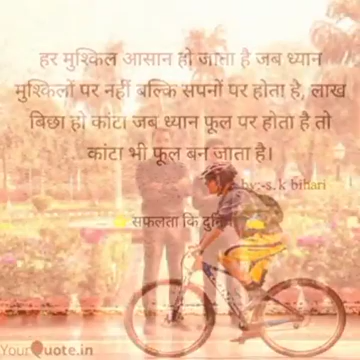 हर मुश्किल आसान हो जाता है जब ध्यान
मुश्किलों पर नहीं बल्कि सपनों पर होता है, लाख
बिछा हो कांटा जब ध्यान फूल पर होता है तो
कांटा भी फूल बन जाता है।
by:-s.k bihari
सफलता कि
YourQuote.in